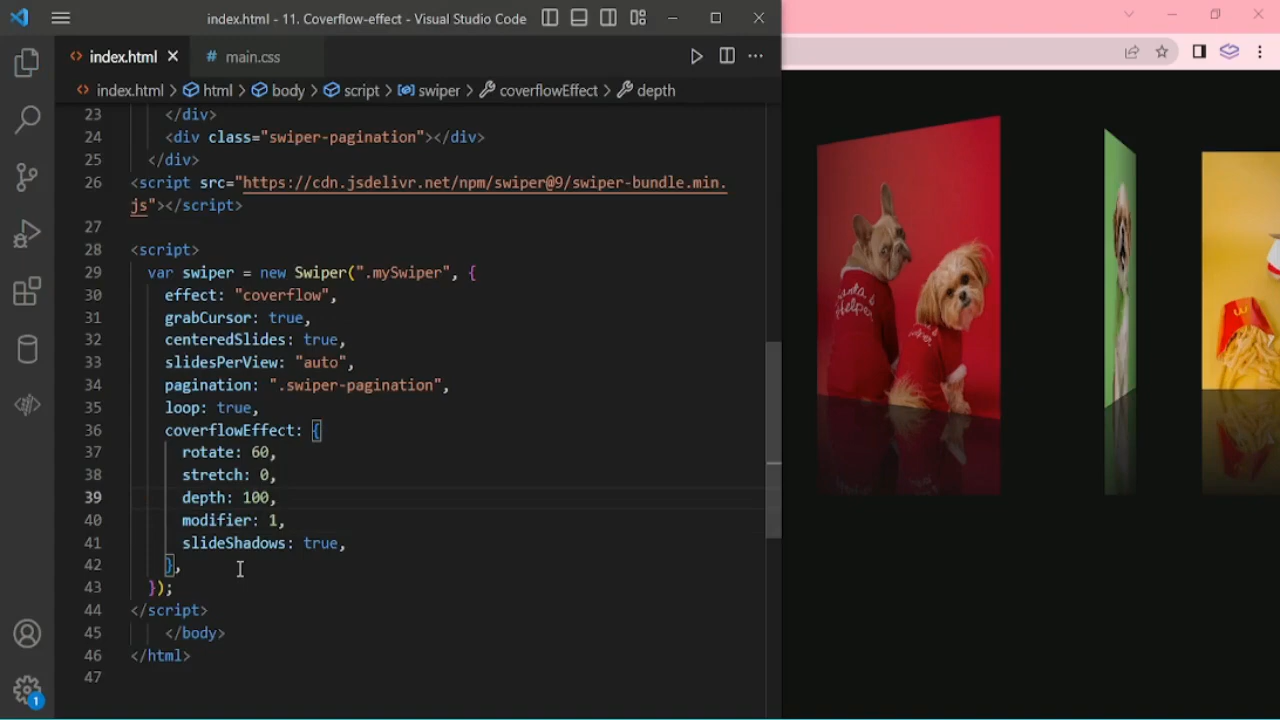 index.html - 11. Coverflow-effect - Visual Studio Code
index.html
# main.css
index.html > html > body > script > swiper > coverflowEffect > depth
23 </div>
24 <div class="swiper-pagination"></div>
25 </div>
26 <script src="https://cdn.jsdelivr.net/npm/swiper@9/swiper-bundle.min.
js"></script>
27
28 <script>
29 var swiper = new Swiper(".mySwiper", {
30 effect: "coverflow",
31 grabCursor: true,
32 centeredSlides: true,
33 slidesPerView: "auto",
34 pagination: ".swiper-pagination",
35 loop: true,
36 coverflowEffect: {
37 rotate: 60,
38 stretch: 0,
39 depth: 100,
40 modifier: 1,
41 slideShadows: true,
42 },
43 });
44 </script>
45 </body>
46 </html>
47
1
Helper